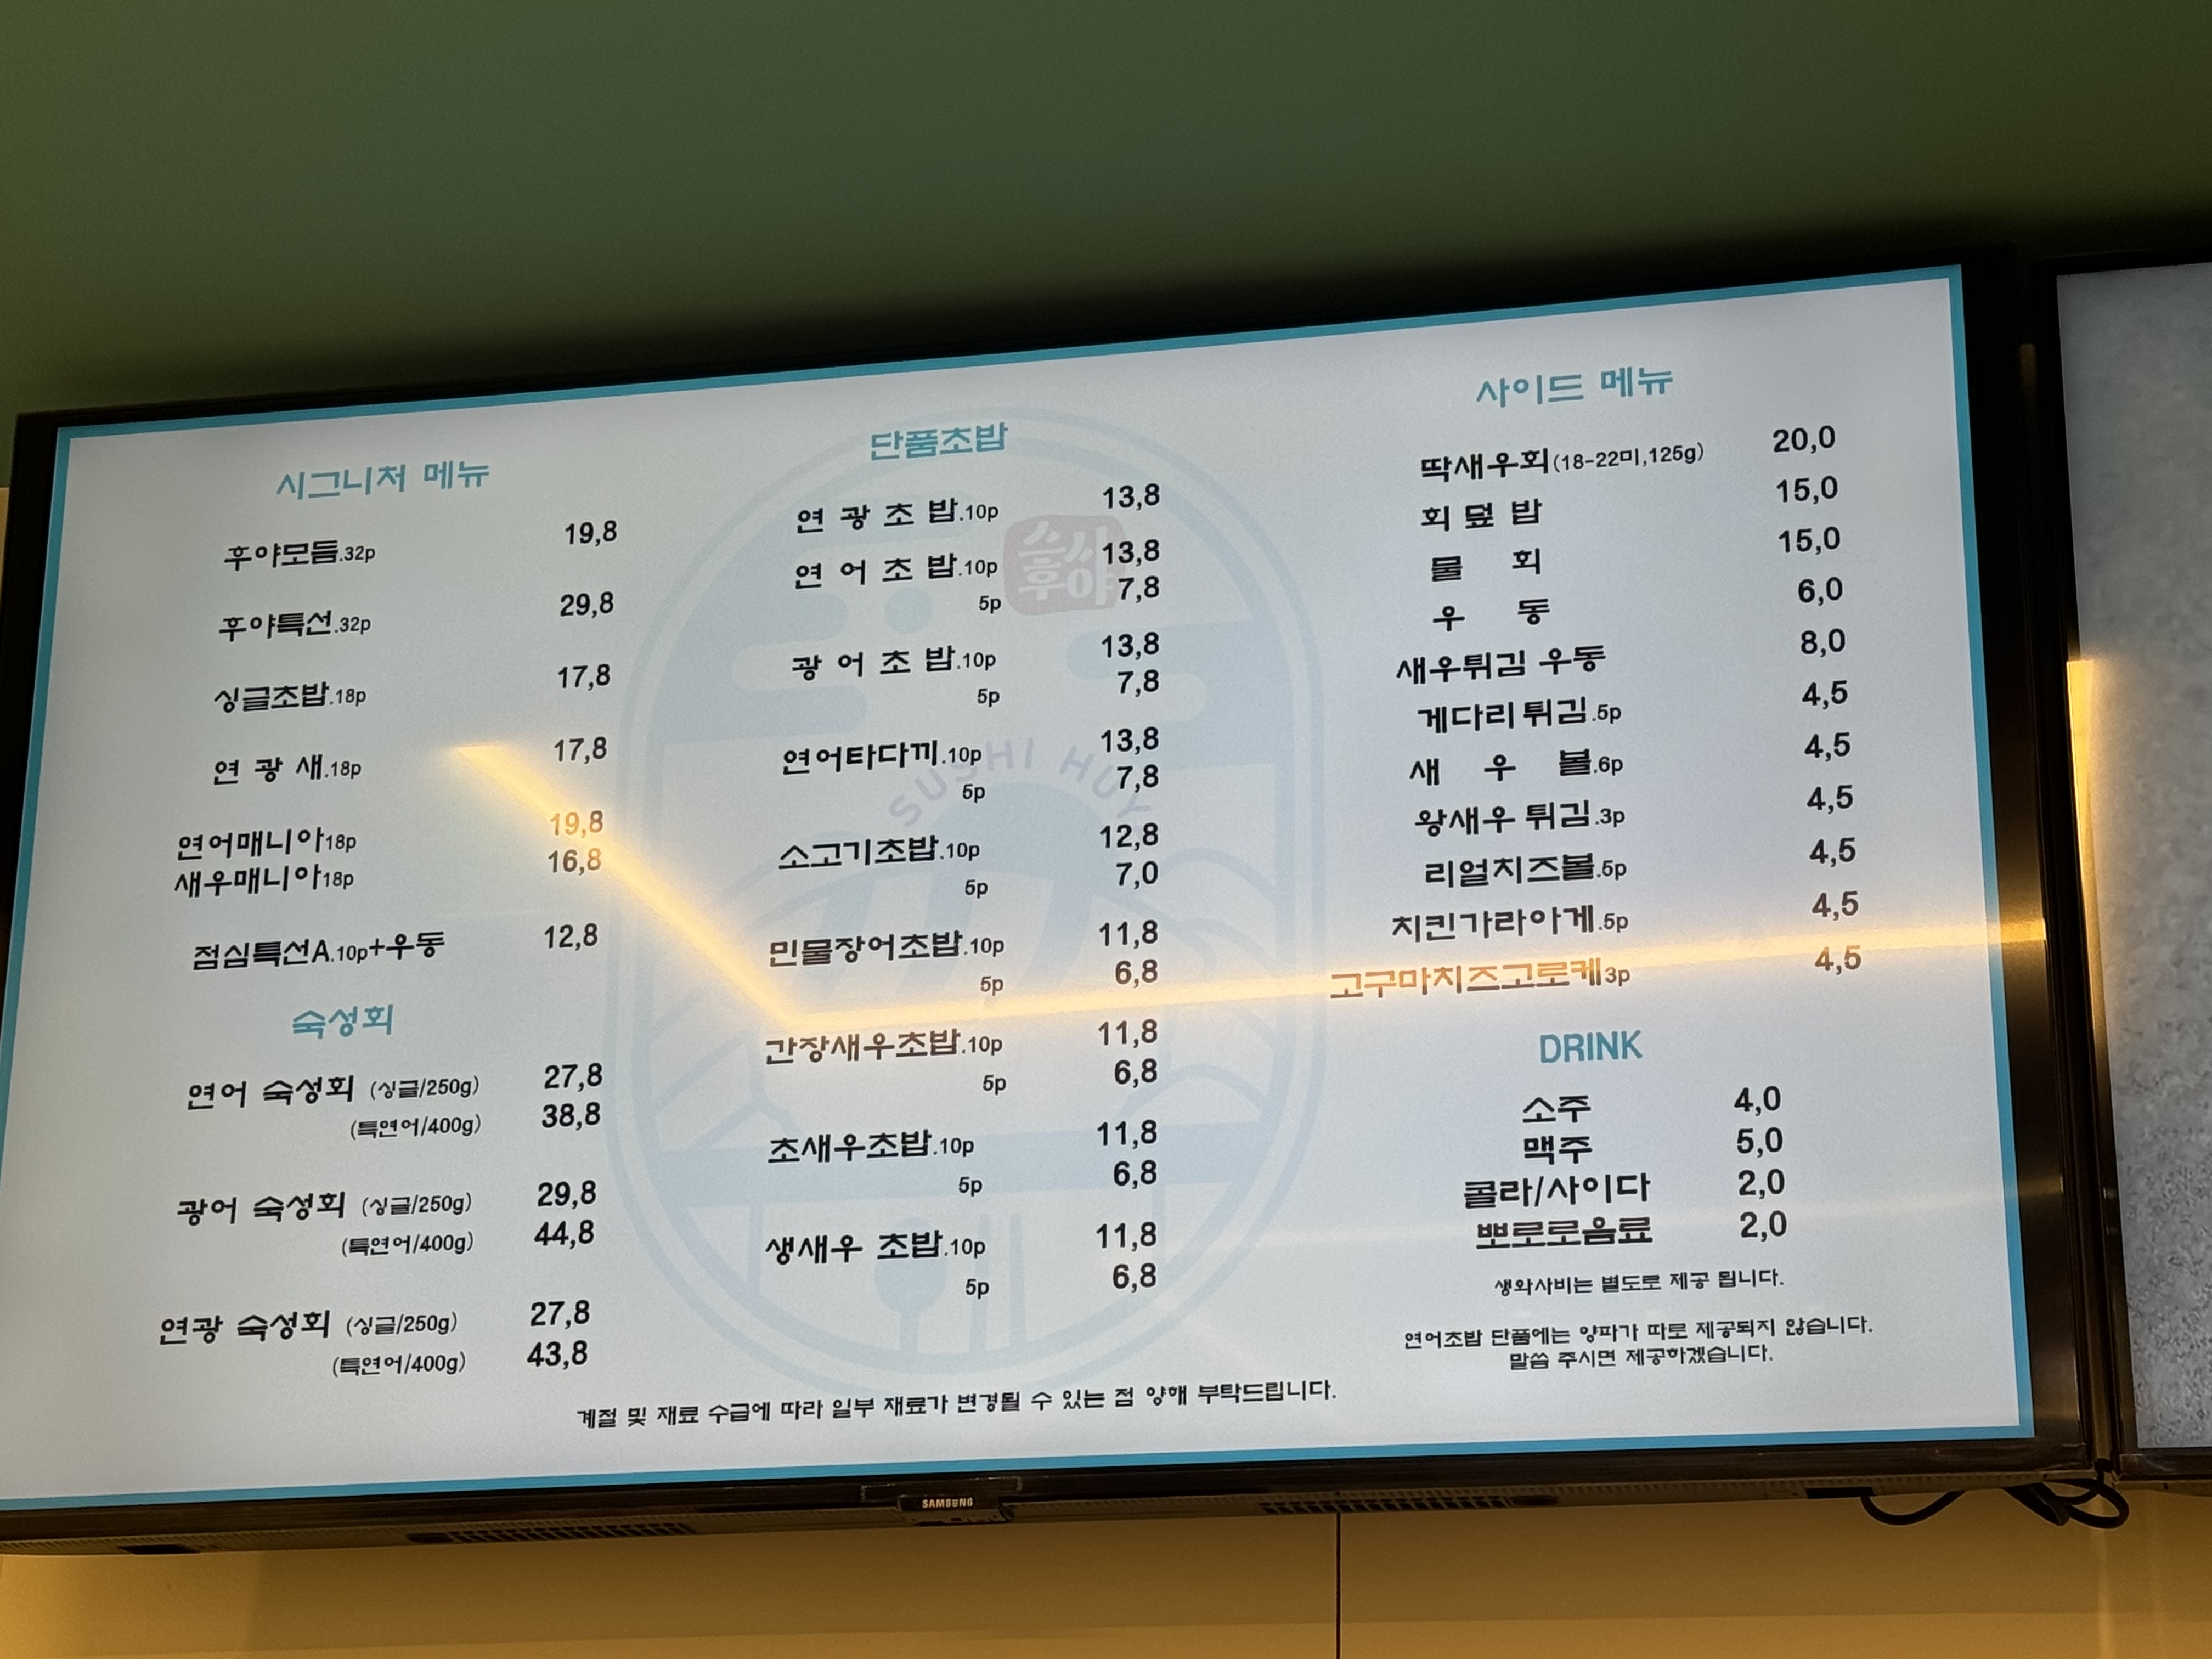 시그니처 메뉴
후야모듬.32p 19,8
후야특선.32p 29,8
싱글초밥.18p 17,8
연 광 새.18p 17,8
연어매니아18p 19,8
새우매니아18p 16,8
점심특선A.10p+우동 12,8
숙성회
연어 숙성회 (싱글/250g) 27,8
(특연어/400g) 38,8
광어 숙성회 (싱글/250g) 29,8
(특연어/400g) 44,8
연광 숙성회 (싱글/250g) 27,8
(특연어/400g) 43,8
단품초밥
연 광 초 밥.10p 13,8
연 어 초 밥.10p 13,8
5p 7,8
광 어 초 밥.10p 13,8
5p 7,8
연어타다끼.10p 13,8
5p 7,8
소고기초밥.10p 12,8
5p 7,0
민물장어초밥.10p 11,8
5p 6,8
간장새우초밥.10p 11,8
5p 6,8
초새우초밥.10p 11,8
5p 6,8
생새우 초밥.10p 11,8
5p 6,8
사이드 메뉴
딱새우회(18-22미,125g) 20,0
회 덮 밥 15,0
물 회 15,0
우 동 6,0
새우튀김 우동 8,0
게다리 튀김.5p 4,5
새 우 볼.6p 4,5
왕새우 튀김.3p 4,5
리얼치즈볼.5p 4,5
치킨가라아게.5p 4,5
고구마치즈고로케3p 4,5
DRINK
소주 4,0
맥주 5,0
콜라/사이다 2,0
뽀로로음료 2,0
생와사비는 별도로 제공 됩니다.
연어초밥 단품에는 양파가 따로 제공되지 않습니다.
말씀 주시면 제공하겠습니다.
계절 및 재료 수급에 따라 일부 재료가 변경될 수 있는 점 양해 부탁드립니다.
스시
후야
SUSHI HUY
SAMSUNG